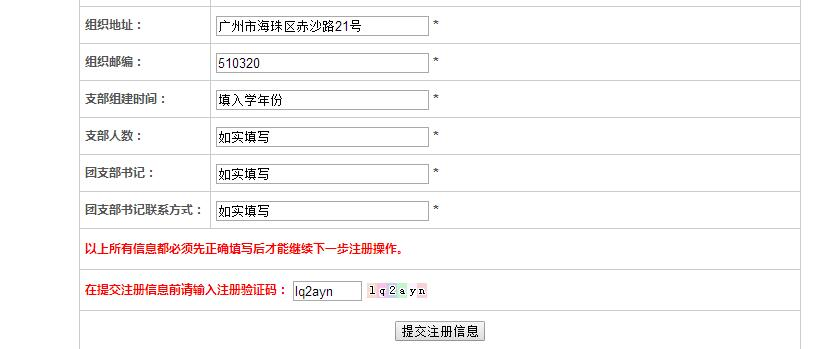 组织地址： 广州市海珠区赤沙路21号 *
组织邮编： 510320 *
支部组建时间： 填入学年份 *
支部人数： 如实填写 *
团支部书记： 如实填写 *
团支部书记联系方式： 如实填写 *
以上所有信息都必须先正确填写后才能继续下一步注册操作。
在提交注册信息前请输入注册验证码： lq2ayn lq2ayn
提交注册信息